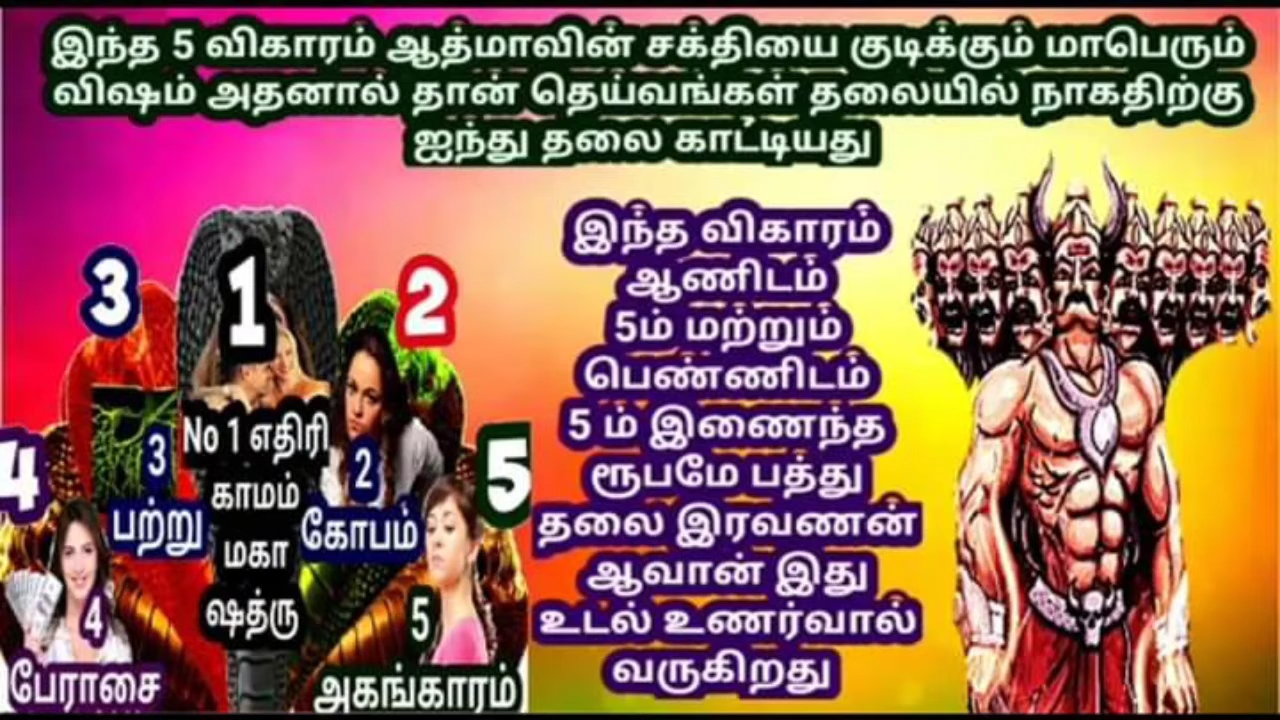 இந்த 5 விகாரம் ஆத்மாவின் சக்தியை குடிக்கும் மாபெரும்
விஷம் அதனால் தான் தெய்வங்கள் தலையில் நாகதிற்கு
ஐந்து தலை காட்டியது
3
1
2
4
5
No 1 எதிரி
காமம்
மகா
ஷத்ரு
3
பற்று
2
கோபம்
4
பேராசை
5
அகங்காரம்
இந்த விகாரம்
ஆணிடம்
5ம் மற்றும்
பெண்ணிடம்
5 ம் இணைந்த
ரூபமே பத்து
தலை இரவணன்
ஆவான் இது
உடல் உணர்வால்
வருகிறது